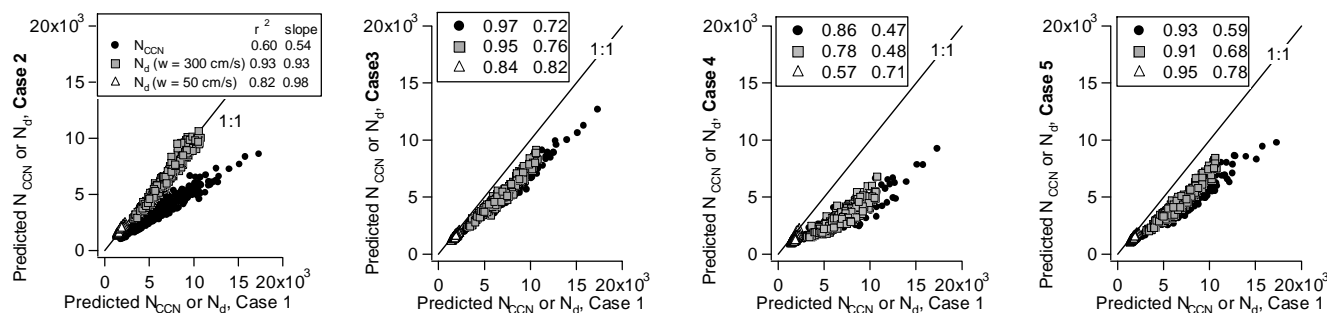 20x10³
15
10
5
0
Predicted N_CCN or N_d, Case 2
r² slope
N_CCN 0.60 0.54
N_d (w = 300 cm/s) 0.93 0.93
N_d (w = 50 cm/s) 0.82 0.98
1:1
0 5 10 15 20x10³
Predicted N_CCN or N_d, Case 1
20x10³
15
10
5
0
Predicted N_CCN or N_d, Case3
0.97 0.72
0.95 0.76
0.84 0.82
1:1
0 5 10 15 20x10³
Predicted N_CCN or N_d, Case 1
20x10³
15
10
5
0
Predicted N_CCN or N_d, Case 4
0.86 0.47
0.78 0.48
0.57 0.71
1:1
0 5 10 15 20x10³
Predicted N_CCN or N_d, Case 1
20x10³
15
10
5
0
Predicted N_CCN or N_d, Case 5
0.93 0.59
0.91 0.68
0.95 0.78
1:1
0 5 10 15 20x10³
Predicted N_CCN or N_d, Case 1